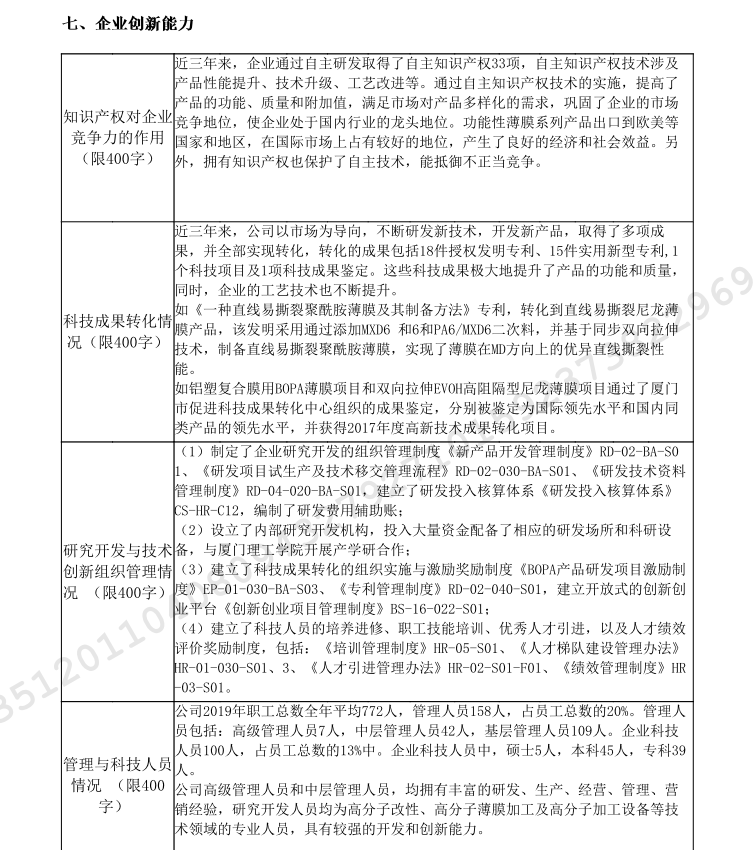 七、企业创新能力
知识产权对企业
竞争力的作用
（限400字）
近三年来，企业通过自主研发取得了自主知识产权33项，自主知识产权技术涉及
产品性能提升、技术升级、工艺改进等。通过自主知识产权技术的实施，提高了
产品的功能、质量和附加值，满足市场对产品多样化的需求，巩固了企业的市场
竞争地位，使企业处于国内行业的龙头地位。功能性薄膜系列产品出口到欧美等
国家和地区，在国际市场上占有较好的地位，产生了良好的经济和社会效益。另
外，拥有知识产权也保护了自主技术，能抵御不正当竞争。
科技成果转化情
况（限400字）
近三年来，公司以市场为导向，不断研发新技术，开发新产品，取得了多项成
果，并全部实现转化，转化的成果包括18件授权发明专利、15件实用新型专利,1
个科技项目及1项科技成果鉴定。这些科技成果极大地提升了产品的功能和质量，
同时，企业的工艺技术也不断提升。
如《一种直线易撕裂聚酰胺薄膜及其制备方法》专利，转化到直线易撕裂尼龙薄
膜产品，该发明采用通过添加MXD6 和6和PA6/MXD6二次料，并基于同步双向拉伸
技术，制备直线易撕裂聚酰胺薄膜，实现了薄膜在MD方向上的优异直线撕裂性
能。
如铝塑复合膜用BOPA薄膜项目和双向拉伸EVOH高阻隔型尼龙薄膜项目通过了厦门
市促进科技成果转化中心组织的成果鉴定，分别被鉴定为国际领先水平和国内同
类产品的领先水平，并获得2017年度高新技术成果转化项目。
研究开发与技术
创新组织管理情
况 （限400字）
（1）制定了企业研究开发的组织管理制度《新产品开发管理制度》RD-02-BA-S0
1、《研发项目试生产及技术移交管理流程》RD-02-030-BA-S01、《研发技术资料
管理制度》RD-04-020-BA-S01，建立了研发投入核算体系《研发投入核算体系》
CS-HR-C12，编制了研发费用辅助账；
（2）设立了内部研究开发机构，投入大量资金配备了相应的研发场所和科研设
备，与厦门理工学院开展产学研合作；
（3）建立了科技成果转化的组织实施与激励奖励制度《BOPA产品研发项目激励制
度》EP-01-030-BA-S03、《专利管理制度》RD-02-040-S01，建立开放式的创新创
业平台《创新创业项目管理制度》BS-16-022-S01；
（4）建立了科技人员的培养进修、职工技能培训、优秀人才引进，以及人才绩效
评价奖励制度，包括：《培训管理制度》HR-05-S01、《人才梯队建设管理办法》
HR-01-030-S01、3、《人才引进管理办法》HR-02-S01-F01、《绩效管理制度》HR
-03-S01。
管理与科技人员
情况 （限400
字）
公司2019年职工总数全年平均772人，管理人员158人，占员工总数的20%。管理人
员包括：高级管理人员7人，中层管理人员42人，基层管理人员109人。企业科技
人员100人，占员工总数的13%中。企业科技人员中，硕士5人，本科45人，专科39
人。
公司高级管理人员和中层管理人员，均拥有丰富的研发、生产、经营、管理、营
销经验，研究开发人员均为高分子改性、高分子薄膜加工及高分子加工设备等技
术领域的专业人员，具有较强的开发和创新能力。